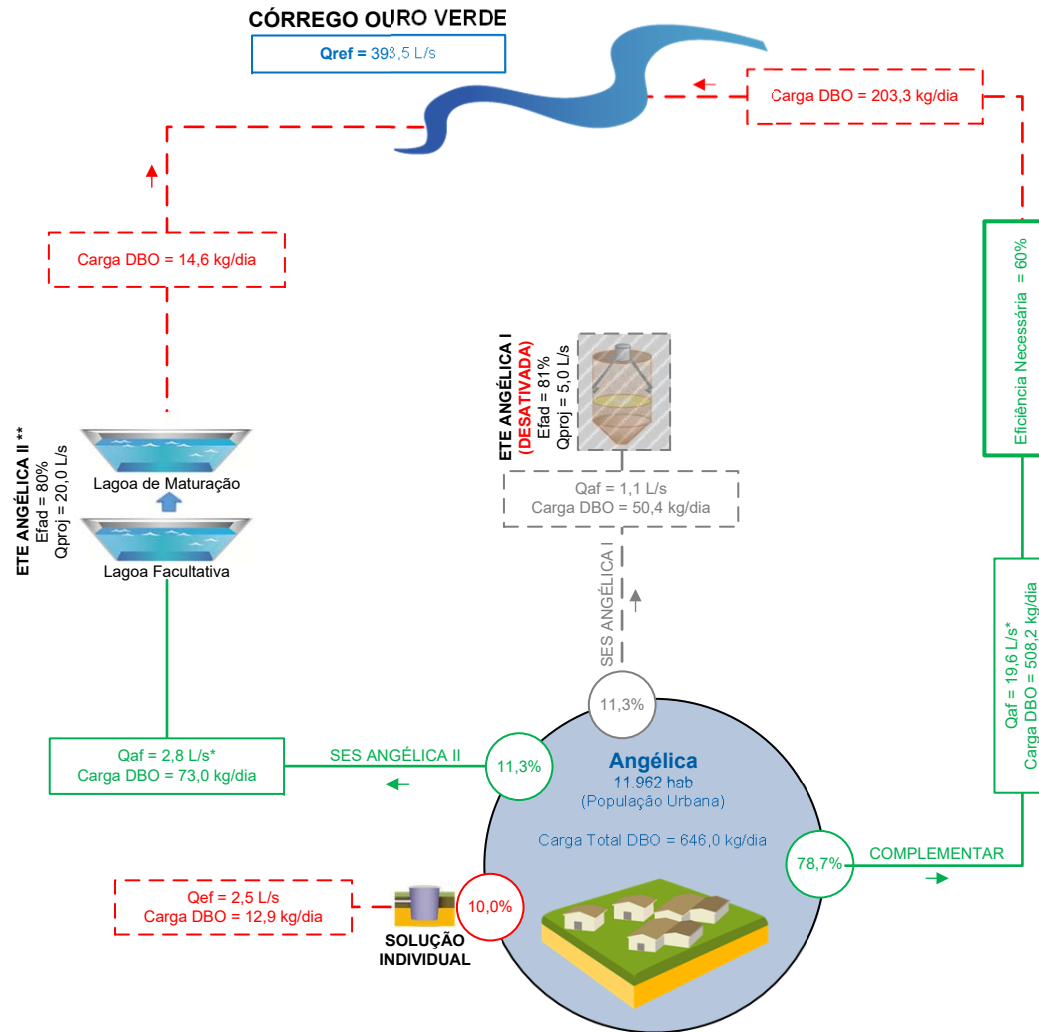 CÓRREGO OURO VERDE
Qref = 393,5 L/s
Carga DBO = 203,3 kg/dia
Carga DBO = 14,6 kg/dia
Eficiência Necessária = 60%
ETE ANGÉLICA I
(DESATIVADA)
Efad = 81%
Qproj = 5,0 L/s
ETE ANGÉLICA II **
Efad = 80%
Qproj = 20,0 L/s
Lagoa de Maturação
Lagoa Facultativa
Qaf = 1,1 L/s
Carga DBO = 50,4 kg/dia
SES ANGÉLICA I
Qaf = 19,6 L/s*
Carga DBO = 508,2 kg/dia
11,3%
Qaf = 2,8 L/s*
Carga DBO = 73,0 kg/dia
SES ANGÉLICA II
11,3%
Angélica
11.962 hab
(População Urbana)
Carga Total DBO = 646,0 kg/dia
78,7%
COMPLEMENTAR
Qef = 2,5 L/s
Carga DBO = 12,9 kg/dia
10,0%
SOLUÇÃO
INDIVIDUAL